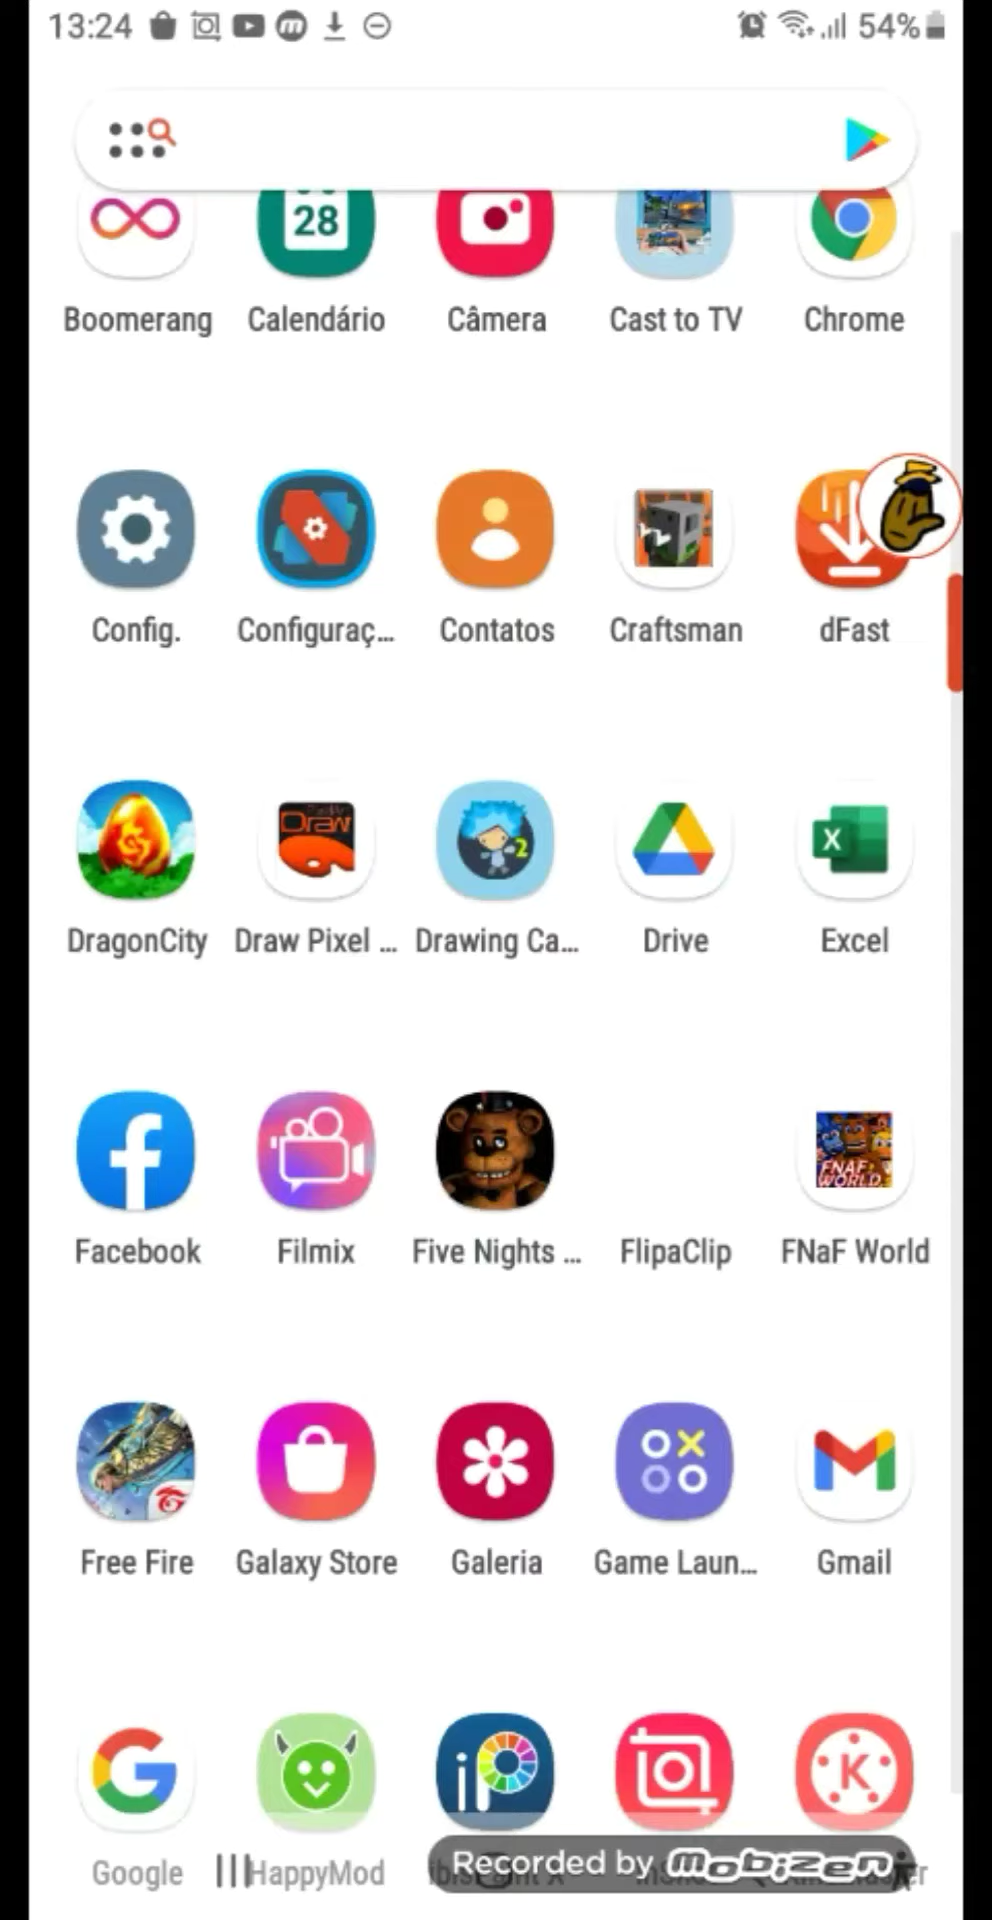 13:24 54%
28
Boomerang Calendário Câmera Cast to TV Chrome
Config. Configuraç... Contatos Craftsman dFast
Draw 2 X
DragonCity Draw Pixel ... Drawing Ca... Drive Excel
FNAF
WORLD
Facebook Filmix Five Nights ... FlipaClip FNaF World
Free Fire Galaxy Store Galeria Game Laun... Gmail
G iP K
Google HappyMod
Recorded by mobizen